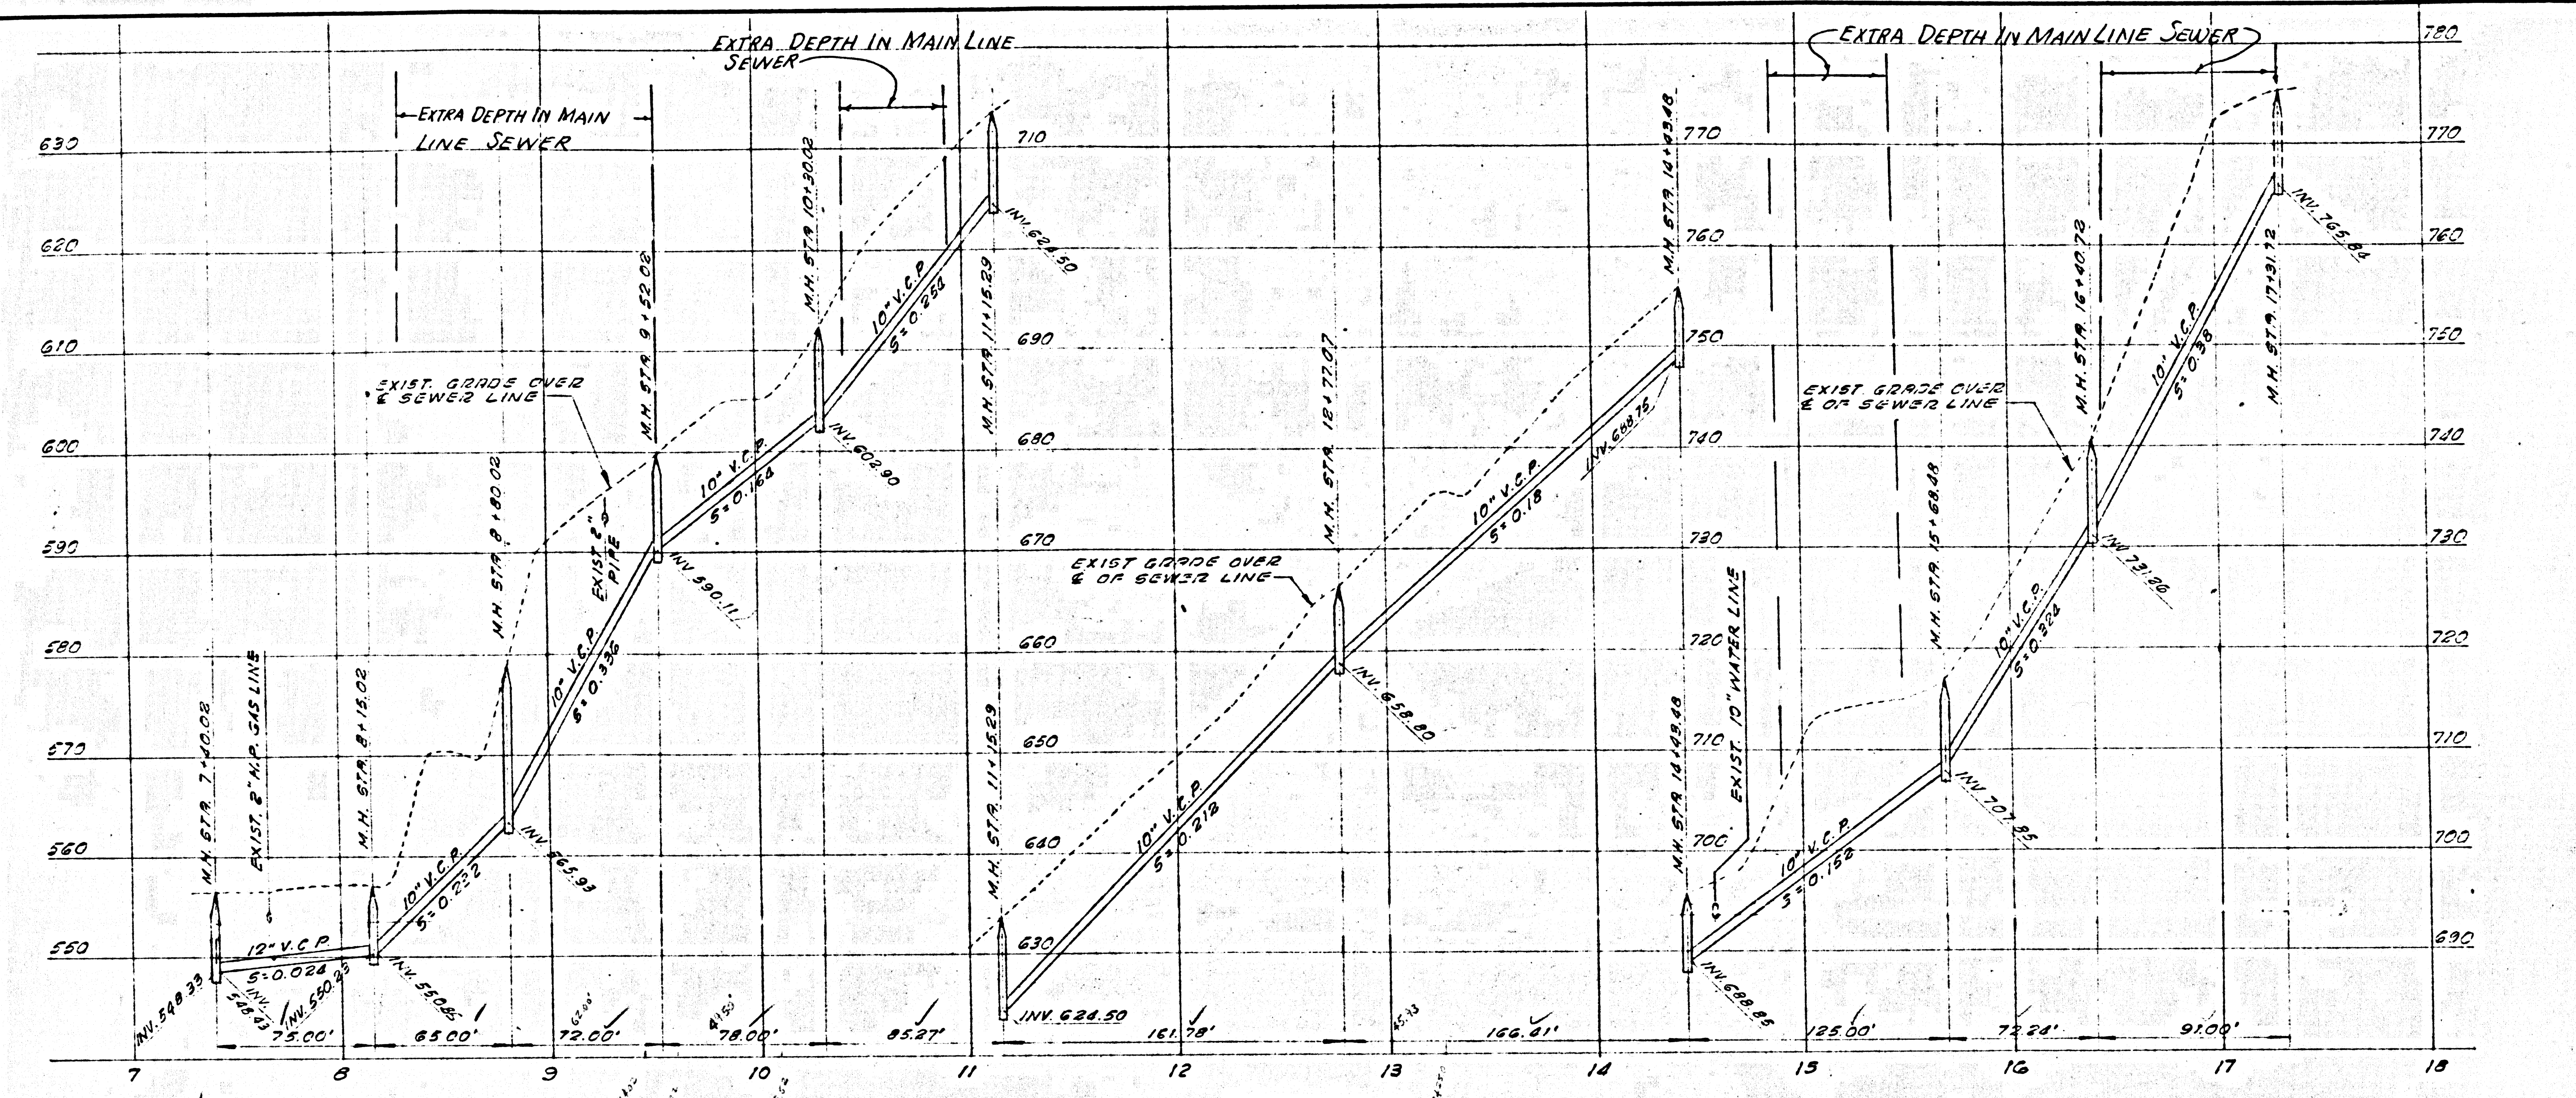 EXTRA DEPTH IN MAIN LINE
SEWER
EXTRA DEPTH IN MAIN LINE SEWER
EXTRA DEPTH IN MAIN
LINE SEWER
780
630
710
770
770
620
760
760
610
690
750
750
600
680
740
740
590
670
730
730
580
660
720
720
570
650
710
710
560
640
700
700
550
630
690
690
M.H. STA. 7+40.02
EXIST. 2" H.P. GAS LINE
M.H. STA. 8+15.02
M.H. STA. 8+80.02
M.H. STA. 9+52.02
M.H. STA. 10+30.02
M.H. STA. 11+15.29
M.H. STA. 11+15.29
M.H. STA. 12+77.07
M.H. STA. 14+43.48
M.H. STA. 14+43.48
EXIST. 10" WATER LINE
M.H. STA. 15+68.48
M.H. STA. 16+40.72
M.H. STA. 17+31.72
EXIST. GRADE OVER
℄ SEWER LINE
EXIST 2"
PIPE
EXIST GRADE OVER
℄ OF SEWER LINE
EXIST. GRADE OVER
℄ OF SEWER LINE
12" V.C.P.
S=0.024
10" V.C.P.
S=0.232
10" V.C.P.
S=0.336
10" V.C.P.
S=0.164
10" V.C.P.
S=0.254
10" V.C.P.
S=0.212
10" V.C.P.
S=0.18
10" V.C.P.
S=0.152
10" V.C.P.
S=0.324
10" V.C.P.
S=0.38
INV. 548.33
INV.
548.43
INV. 550.23
INV. 550.85
INV. 565.93
INV. 590.11
INV. 602.90
INV. 624.50
INV. 624.50
INV. 658.80
INV. 688.75
INV. 688.85
INV. 707.85
INV. 731.26
INV. 765.84
62.00'
49.50'
45.93
75.00'
65.00'
72.00'
78.00'
85.27'
161.78'
166.41'
125.00'
72.24'
91.00'
7
8
9
10
11
12
13
14
15
16
17
18